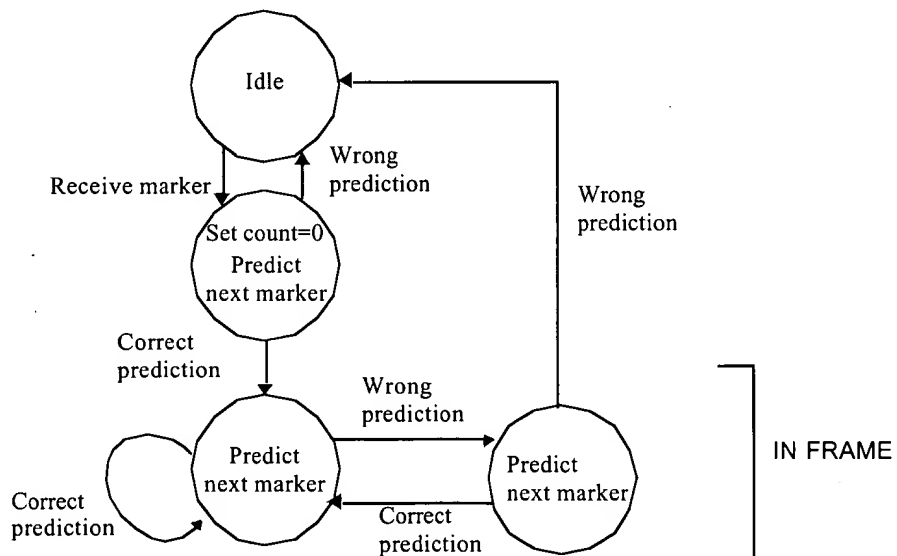 Idle
Receive marker
Wrong
prediction
Wrong
prediction
Set count=0
Predict
next marker
Correct
prediction
Wrong
prediction
Predict
next marker
Predict
next marker
IN FRAME
Correct
prediction
Correct
prediction